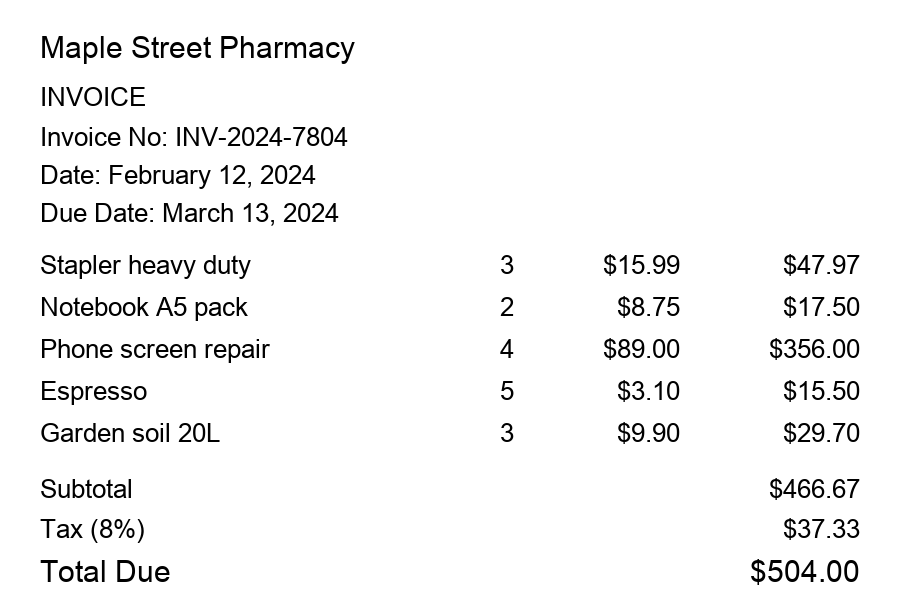 Maple Street Pharmacy
INVOICE
Invoice No: INV-2024-7804
Date: February 12, 2024
Due Date: March 13, 2024
Stapler heavy duty 3 $15.99 $47.97
Notebook A5 pack 2 $8.75 $17.50
Phone screen repair 4 $89.00 $356.00
Espresso 5 $3.10 $15.50
Garden soil 20L 3 $9.90 $29.70
Subtotal $466.67
Tax (8%) $37.33
Total Due $504.00